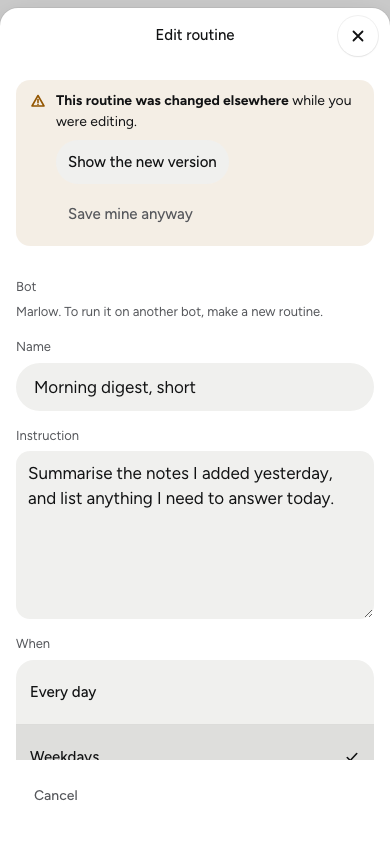 Edit routine
This routine was changed elsewhere while you
were editing.
Show the new version
Save mine anyway
Bot
Marlow. To run it on another bot, make a new routine.
Name
Morning digest, short
Instruction
Summarise the notes I added yesterday,
and list anything I need to answer today.
When
Every day
Weekdays
Cancel